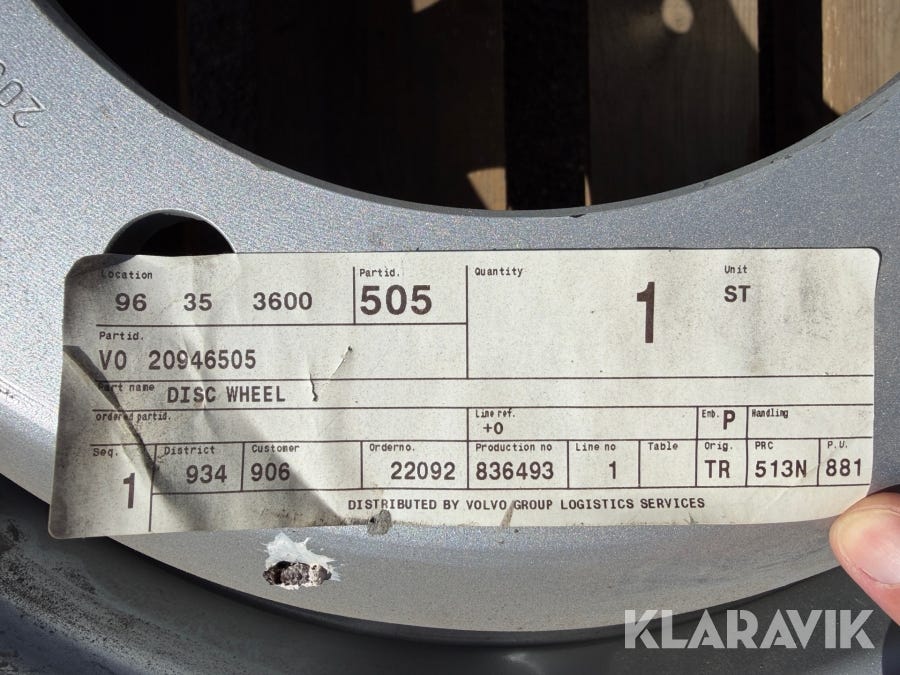 Location Partid. Quantity Unit
96 35 3600 505 1 ST
Partid.
VO 20946505
Part name DISC WHEEL
Ordered partid. Line ref. Emb. P Handling
+0
Seq. District Customer Orderno. Production no Line no Table Orig. PRC P.U.
1 934 906 22092 836493 1 TR 513N 881
DISTRIBUTED BY VOLVO GROUP LOGISTICS SERVICES
KLARAVIK